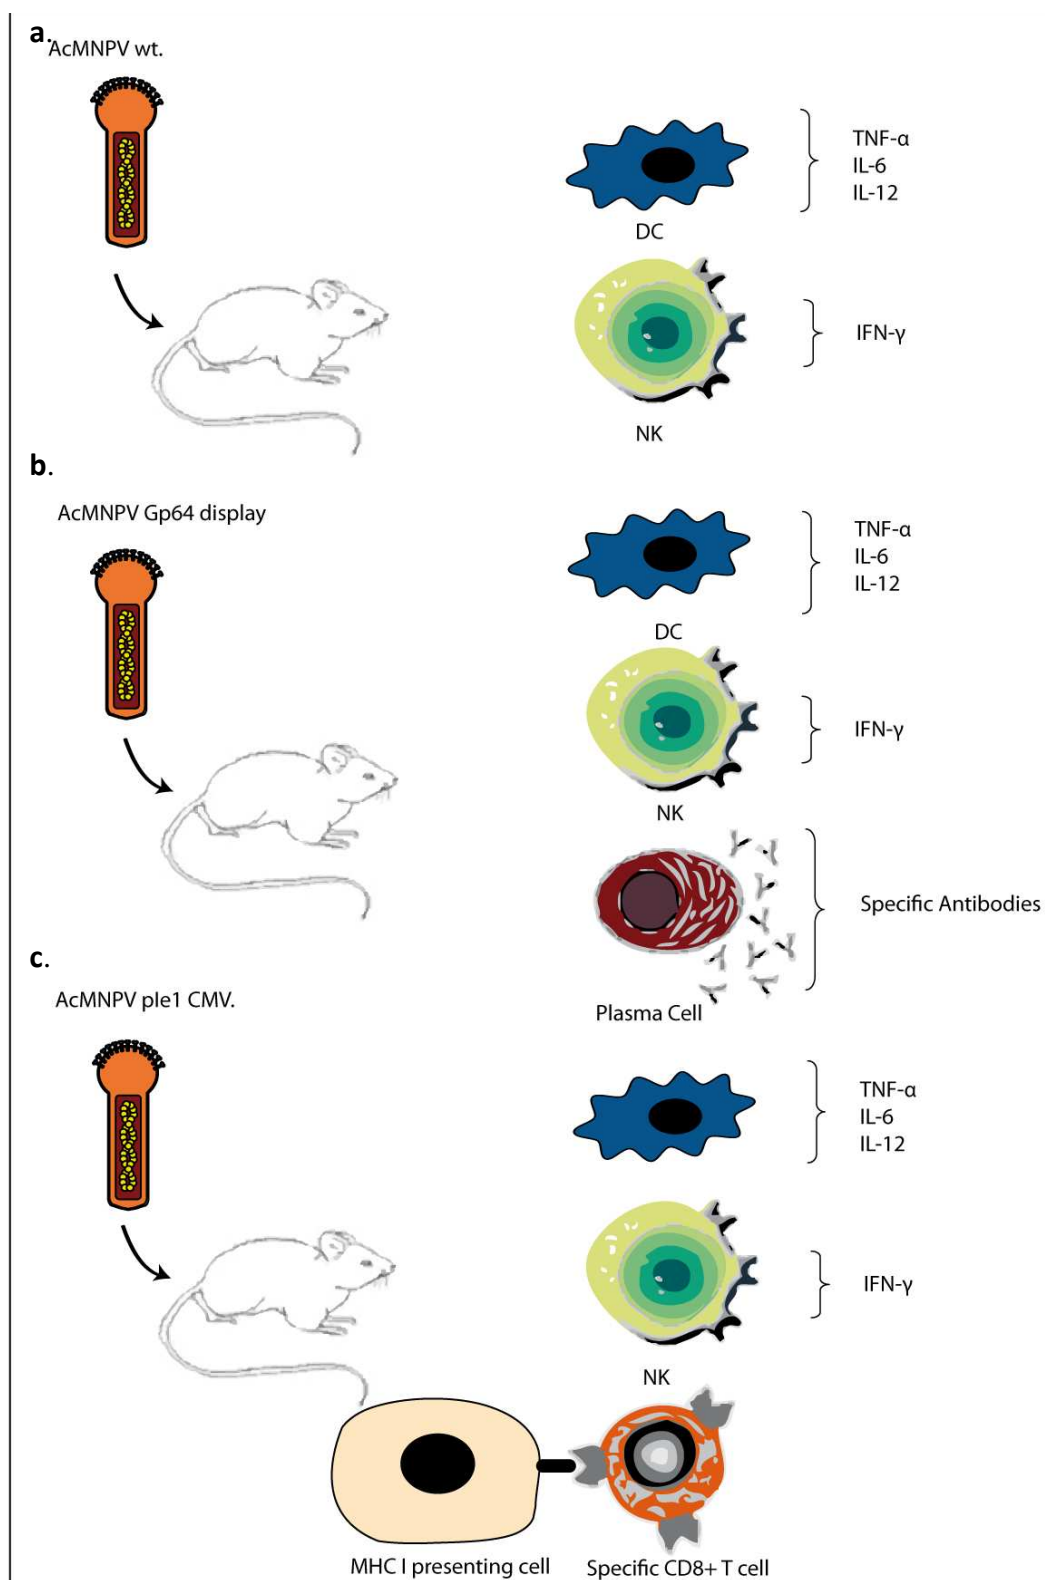 a.
AcMNPV wt.
TNF-α
IL-6
IL-12
DC
IFN-γ
NK
b.
AcMNPV Gp64 display
TNF-α
IL-6
IL-12
DC
IFN-γ
NK
Specific Antibodies
Plasma Cell
c.
AcMNPV ple1 CMV.
TNF-α
IL-6
IL-12
IFN-γ
NK
MHC I presenting cell
Specific CD8+ T cell